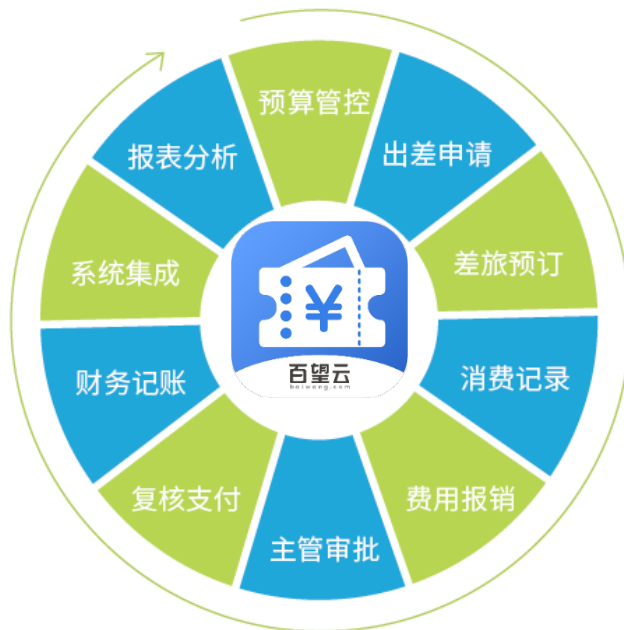 预算管控
出差申请
差旅预订
消费记录
费用报销
主管审批
复核支付
财务记账
系统集成
报表分析
¥
百望云
baiwang.com